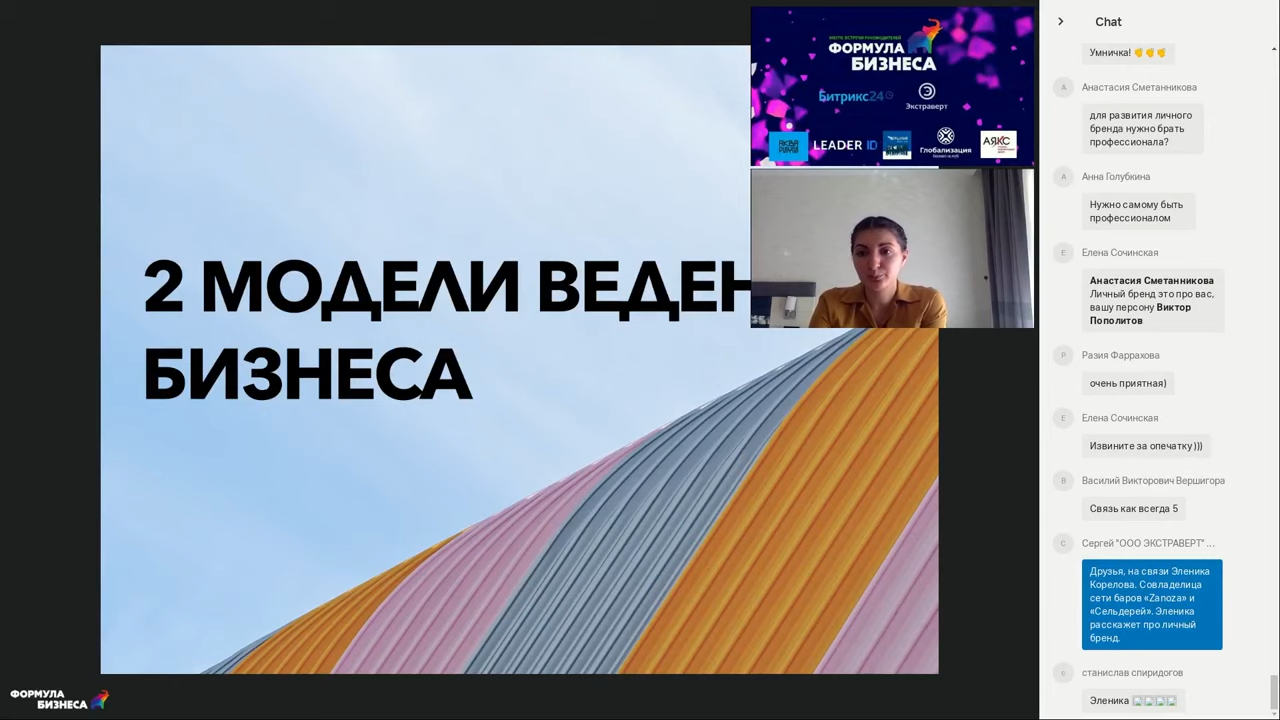 2 МОДЕЛИ ВЕДЕН
БИЗНЕСА
МЕСТО ВСТРЕЧИ РУКОВОДИТЕЛЕЙ
ФОРМУЛА
БИЗНЕСА
Битрикс24
Экстраверт
LEADER ID
Глобализация
АЯКС
ФОРМУЛА
БИЗНЕСА
Chat
Умничка!
А
Анастасия Сметанникова
для развития личного
бренда нужно брать
профессионала?
А
Анна Голубкина
Нужно самому быть
профессионалом
Е
Елена Сочинская
Анастасия Сметанникова
Личный бренд это про вас,
вашу персону Виктор
Пополитов
Р
Разия Фаррахова
очень приятная)
Е
Елена Сочинская
Извините за опечатку )))
В
Василий Викторович Вершигора
Связь как всегда 5
С
Сергей "ООО ЭКСТРАВЕРТ" ...
Друзья, на связи Эленика
Корелова. Совладелица
сети баров «Zanoza» и
«Сельдерей». Эленика
расскажет про личный
бренд.
с
станислав спиридогов
Эленика